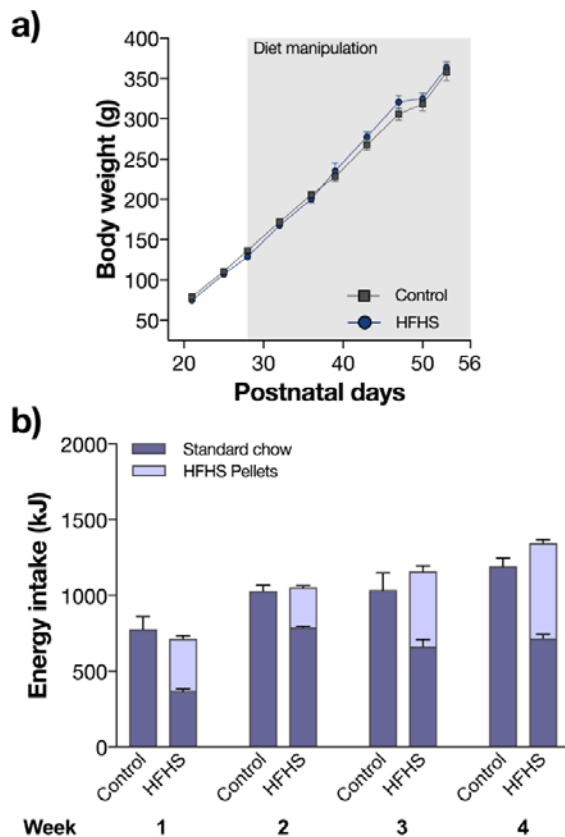 a)
400
350
300
250
200
150
100
50
Body weight (g)
Diet manipulation
Control
HFHS
20
30
40
50
56
Postnatal days
b)
2000
1500
1000
500
0
Energy intake (kJ)
Standard chow
HFHS Pellets
Control
HFHS
Control
HFHS
Control
HFHS
Control
HFHS
Week 1 2 3 4